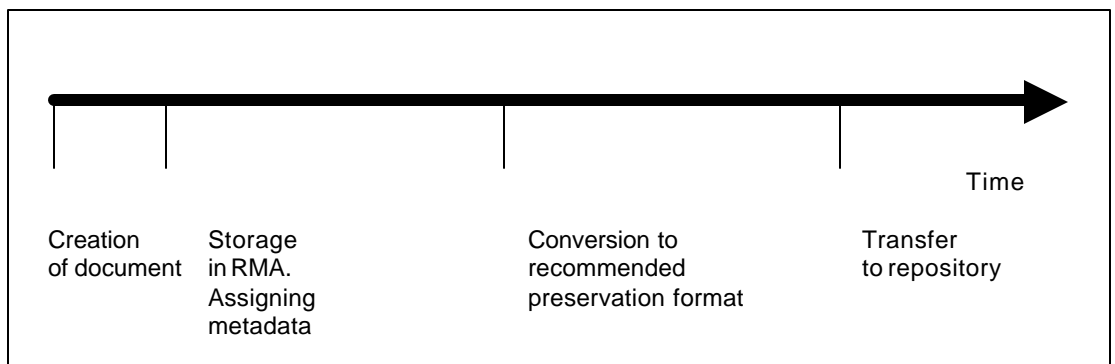 Time
Creation
of document
Storage
in RMA.
Assigning
metadata
Conversion to
recommended
preservation format
Transfer
to repository